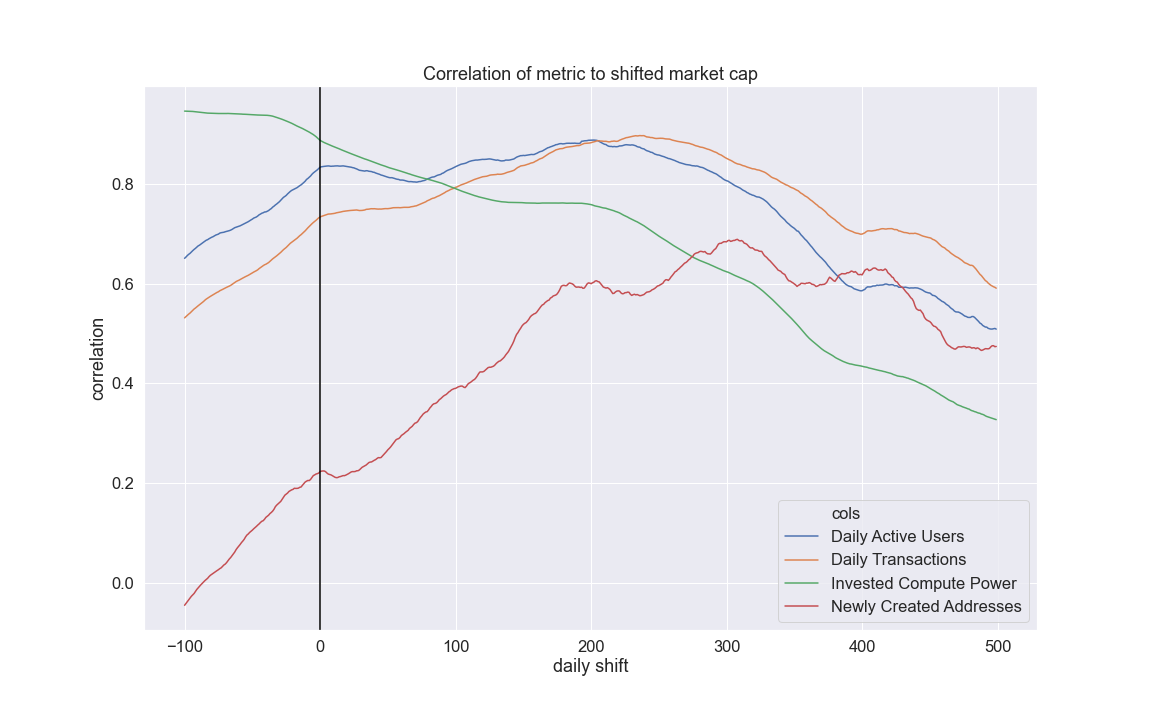 Correlation of metric to shifted market cap
correlation
0.8
0.6
0.4
0.2
0.0
cols
Daily Active Users
Daily Transactions
Invested Compute Power
Newly Created Addresses
−100 0 100 200 300 400 500
daily shift